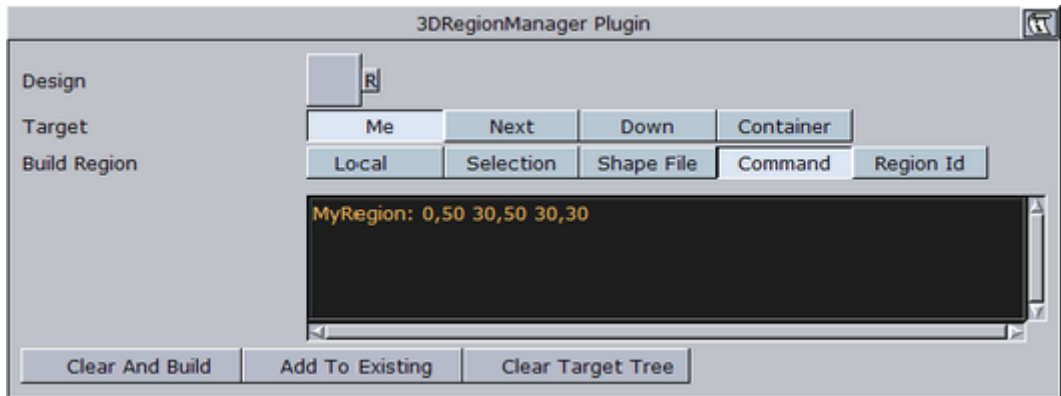 3DRegionManager Plugin
Design R
Target Me Next Down Container
Build Region Local Selection Shape File Command Region Id
MyRegion: 0,50 30,50 30,30
Clear And Build Add To Existing Clear Target Tree